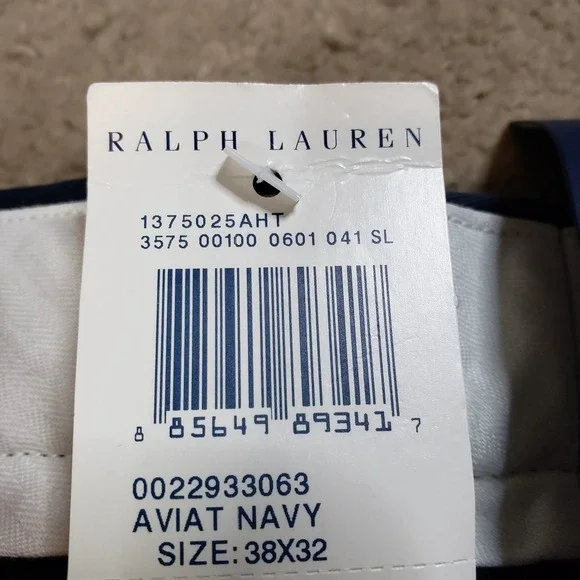 RALPH LAUREN
1375025AHT
3575 00100 0601 041 SL
8 85649 89341 7
0022933063
AVIAT NAVY
SIZE: 38X32